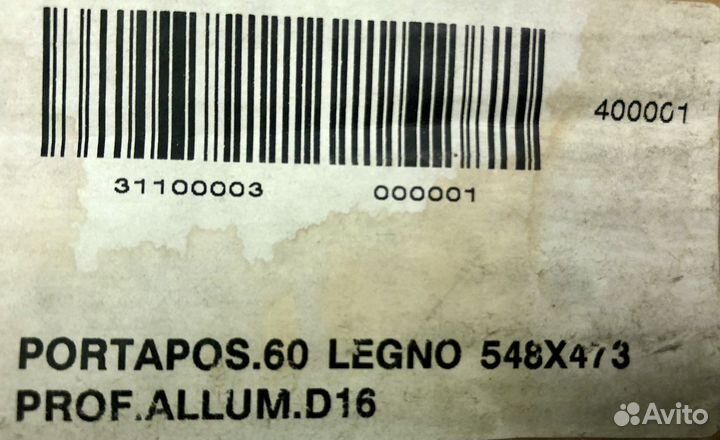 400001
31100003 000001
PORTAPOS.60 LEGNO 548X473
PROF.ALLUM.D16
Avito